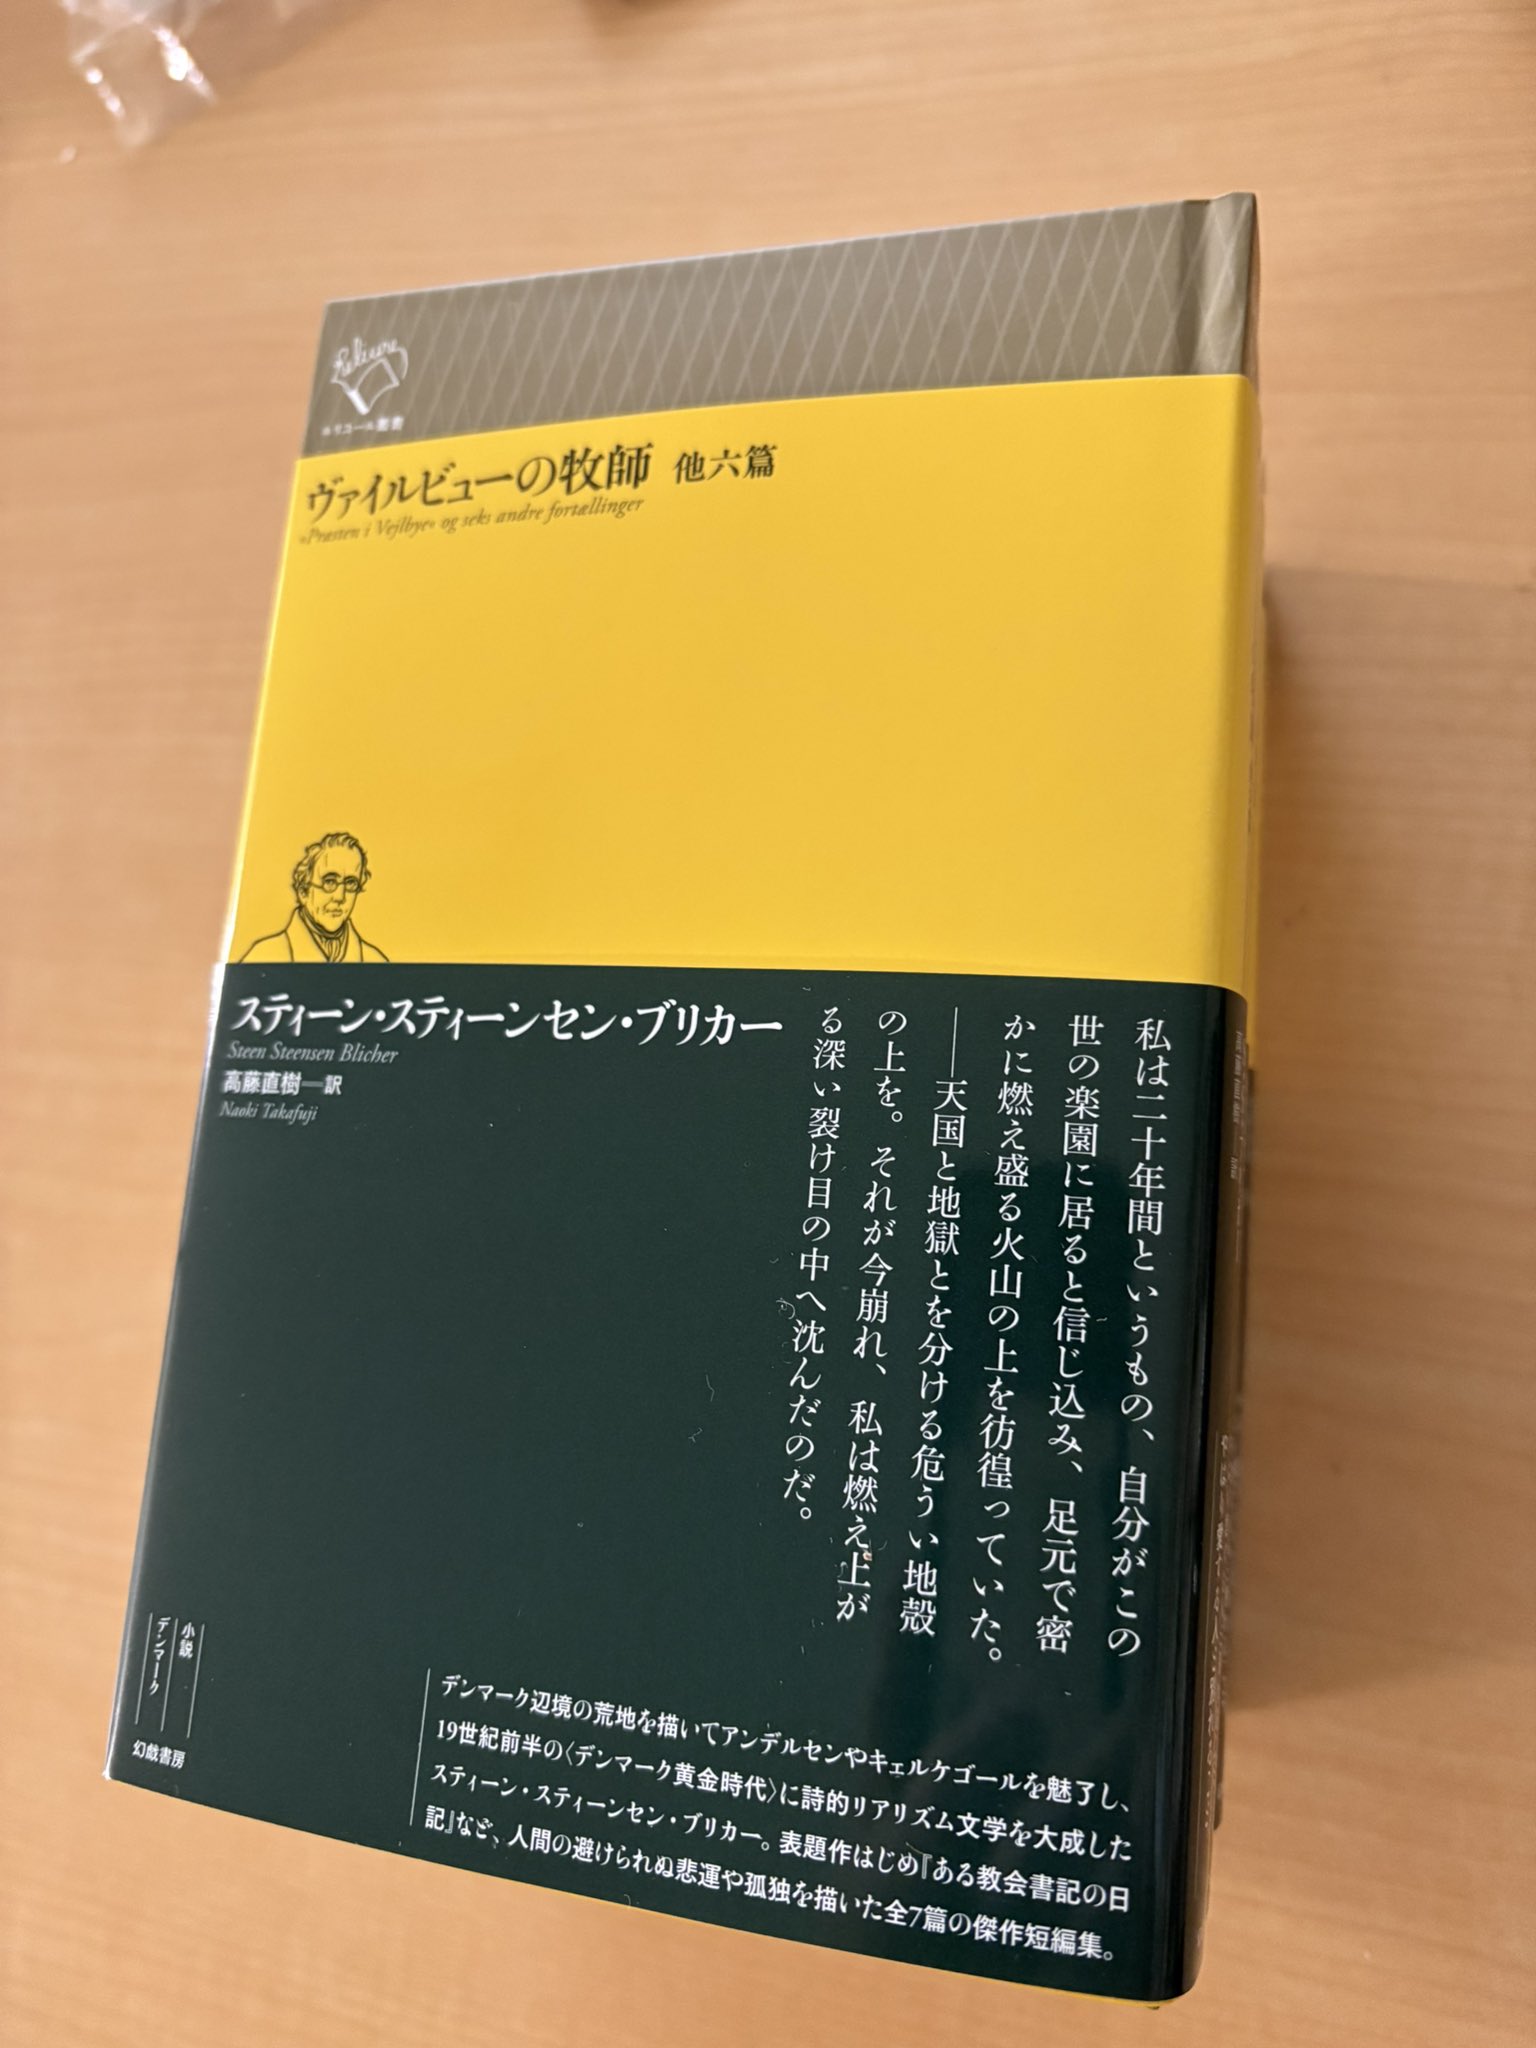 Reliure
ルリユール叢書
ヴァイルビューの牧師 他六篇
»Præsten i Vejlbye« og seks andre fortællinger
スティーン・スティーンセン・ブリカー
Steen Steensen Blicher
高藤直樹―訳
Naoki Takafuji
私は二十年間というもの、自分がこの
世の楽園に居ると信じ込み、足元で密
かに燃え盛る火山の上を彷徨っていた。
――天国と地獄とを分ける危うい地殻
の上を。それが今崩れ、私は燃え上が
る深い裂け目の中へ沈んだのだ。
デンマーク辺境の荒地を描いてアンデルセンやキェルケゴールを魅了し、
19世紀前半の〈デンマーク黄金時代〉に詩的リアリズム文学を大成した
スティーン・スティーンセン・ブリカー。表題作はじめ『ある教会書記の日
記』など、人間の避けられぬ悲運や孤独を描いた全7篇の傑作短編集。
小説
デンマーク
幻戯書房